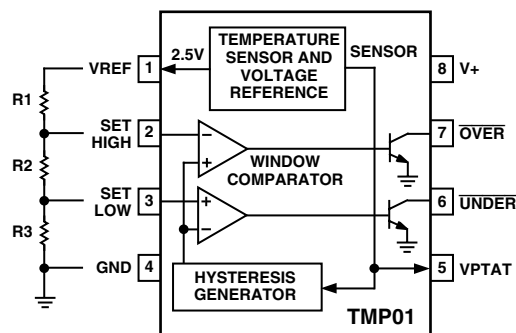 TEMPERATURE
SENSOR AND
VOLTAGE
REFERENCE
2.5V
SENSOR
VREF
1
8
V+
R1
SET
HIGH
2
7
OVER
R2
WINDOW
COMPARATOR
SET
LOW
3
6
UNDER
R3
GND
4
5
VPTAT
HYSTERESIS
GENERATOR
TMP01
− 
+
+
−